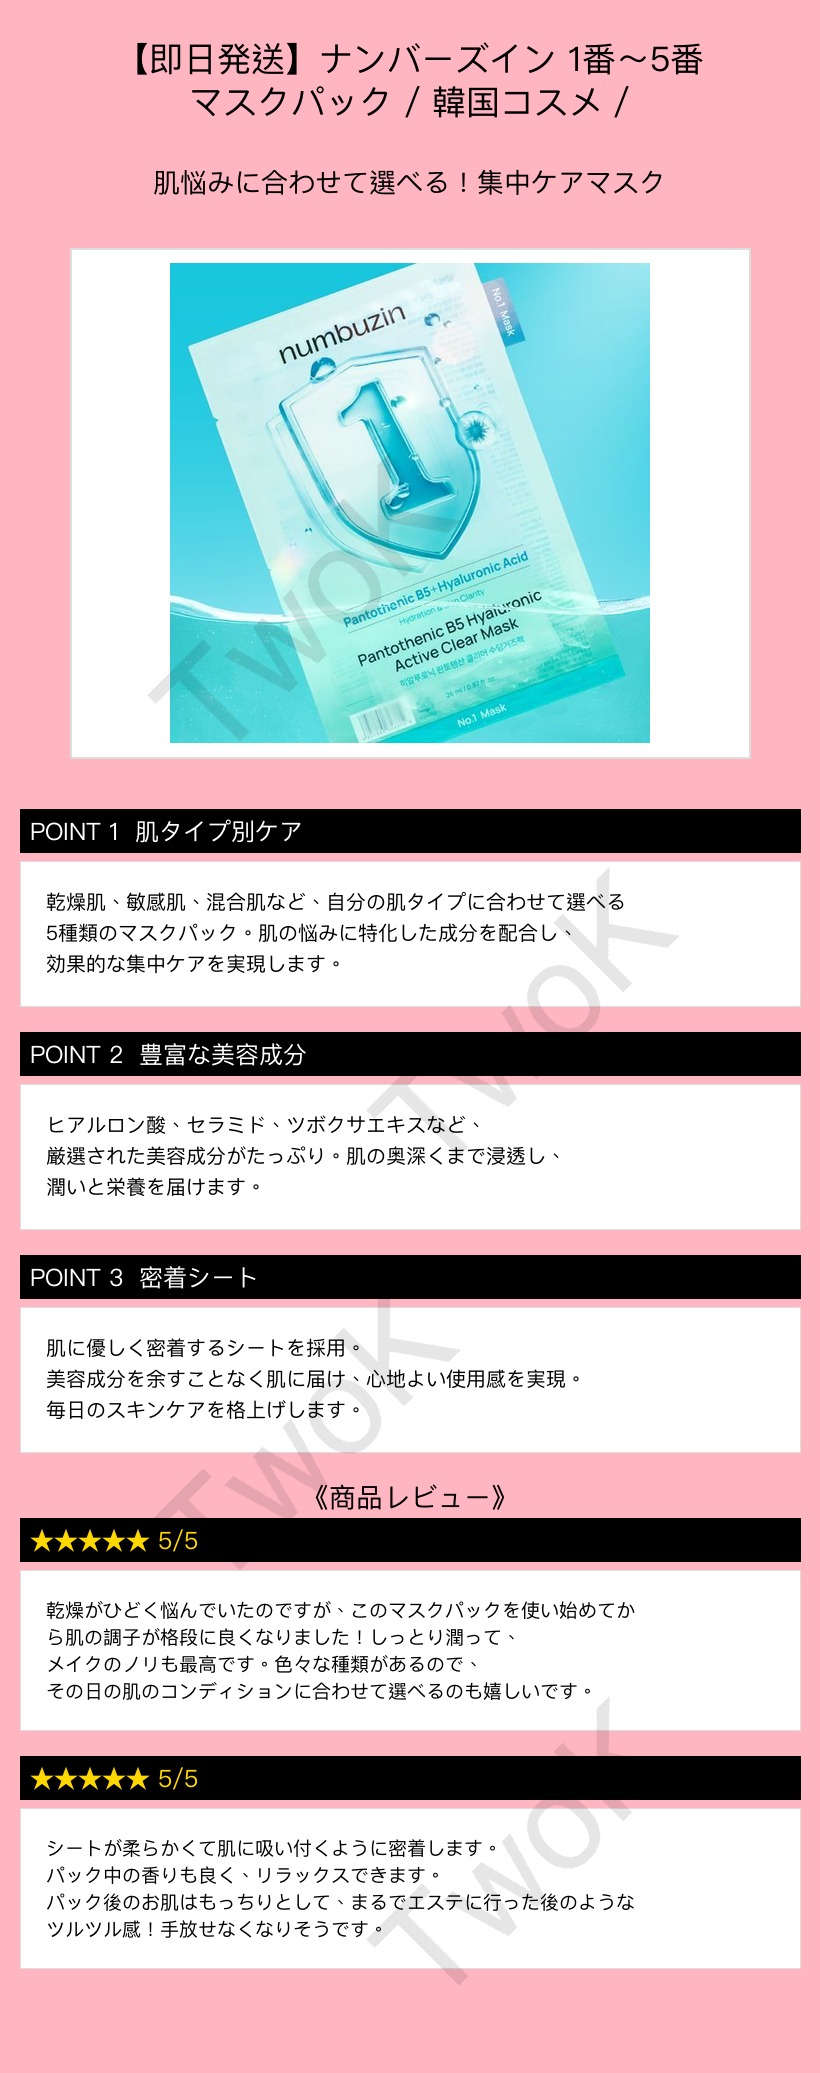 【即日発送】ナンバーズイン 1番〜5番
マスクパック / 韓国コスメ /
肌悩みに合わせて選べる！集中ケアマスク
numbuzin
No.1 Mask
1
Pantothenic B5+Hyaluronic Acid
Hydration & Skin Clarity
Pantothenic B5 Hyaluronic
Active Clear Mask
히알루로닉 판토텐산 클리어 수딩거즈팩
26 ml / 0.87 fl. oz.
No.1 Mask
TwoK
POINT 1 肌タイプ別ケア
乾燥肌、敏感肌、混合肌など、自分の肌タイプに合わせて選べる
5種類のマスクパック。肌の悩みに特化した成分を配合し、
効果的な集中ケアを実現します。
TwoK
POINT 2 豊富な美容成分
ヒアルロン酸、セラミド、ツボクサエキスなど、
厳選された美容成分がたっぷり。肌の奥深くまで浸透し、
潤いと栄養を届けます。
POINT 3 密着シート
肌に優しく密着するシートを採用。
美容成分を余すことなく肌に届け、心地よい使用感を実現。
毎日のスキンケアを格上げします。
TwoK
《商品レビュー》
★★★★★ 5/5
乾燥がひどく悩んでいたのですが、このマスクパックを使い始めてか
ら肌の調子が格段に良くなりました！しっとり潤って、
メイクのノリも最高です。色々な種類があるので、
その日の肌のコンディションに合わせて選べるのも嬉しいです。
★★★★★ 5/5
シートが柔らかくて肌に吸い付くように密着します。
パック中の香りも良く、リラックスできます。
パック後のお肌はもっちりとして、まるでエステに行った後のような
ツルツル感！手放せなくなりそうです。
TwoK